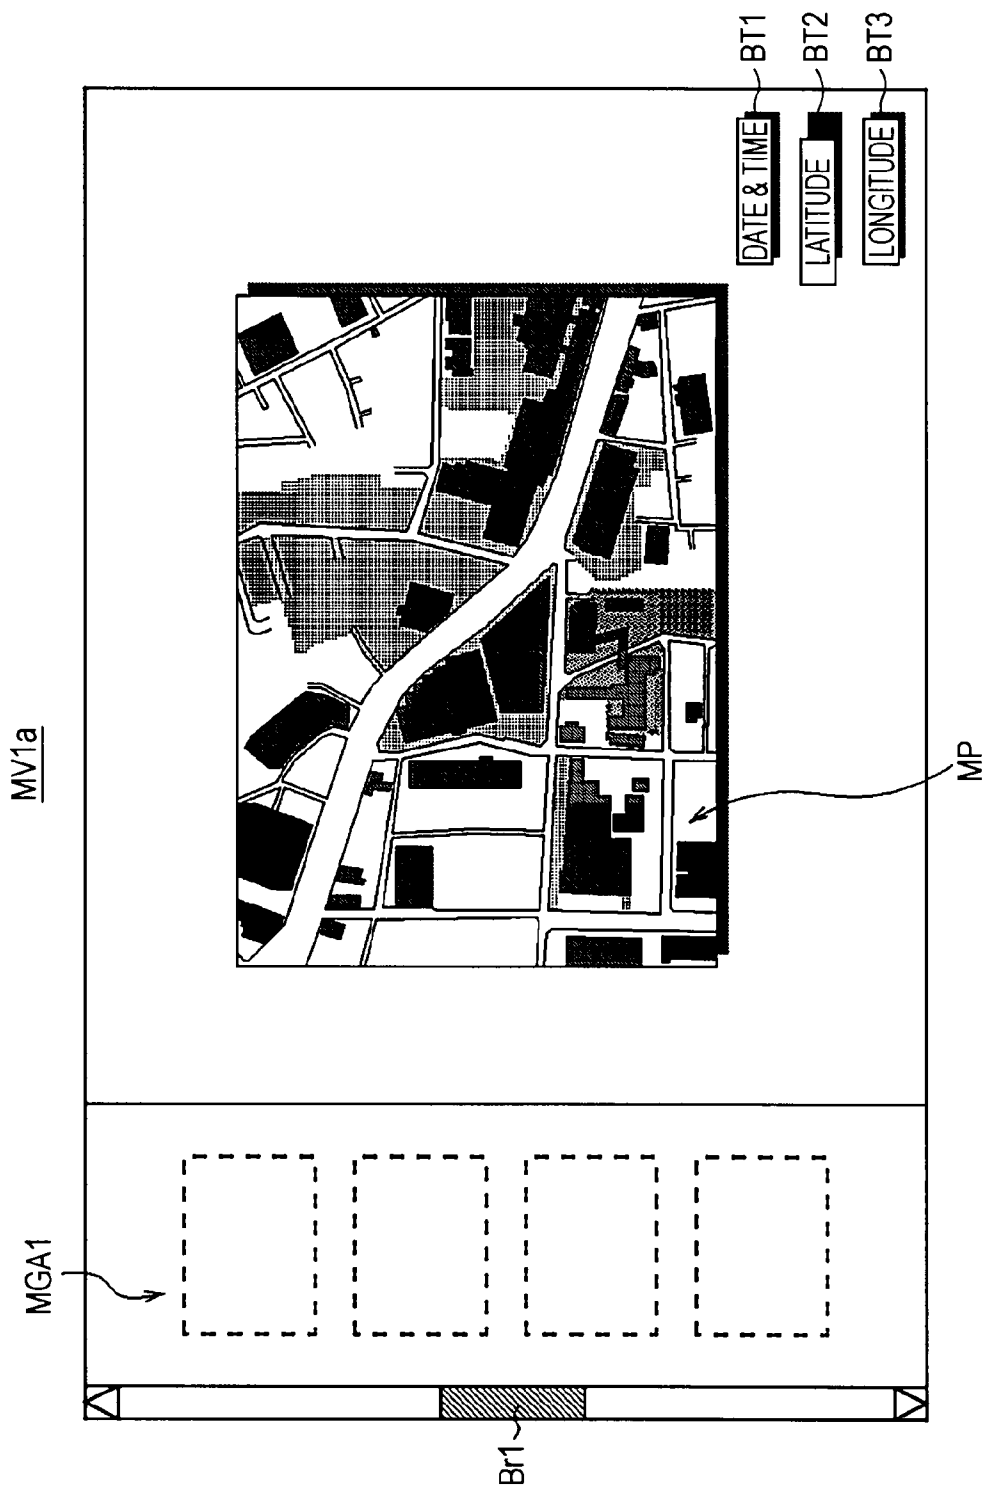 MV1a
MGA1
Br1
MP
DATE & TIME
BT1
LATITUDE
BT2
LONGITUDE
BT3